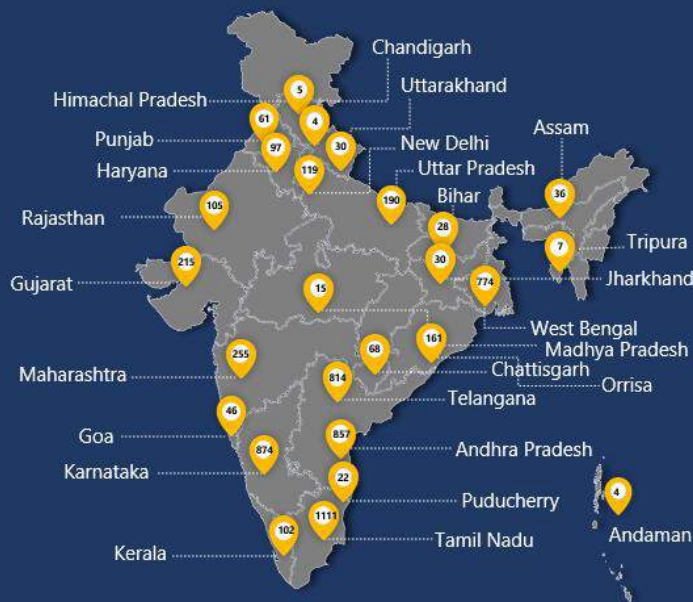 Chandigarh
Uttarakhand
Himachal Pradesh
5
61
4
Punjab
97
30
New Delhi
Assam
Haryana
119
Uttar Pradesh
190
Bihar
36
Rajasthan
105
28
7
Tripura
Gujarat
215
30
Jharkhand
15
774
West Bengal
161
Madhya Pradesh
255
68
Chattisgarh
Maharashtra
814
Orrisa
Telangana
46
Goa
857
Andhra Pradesh
874
Karnataka
22
4
Puducherry
1111
Andaman
102
Tamil Nadu
Kerala